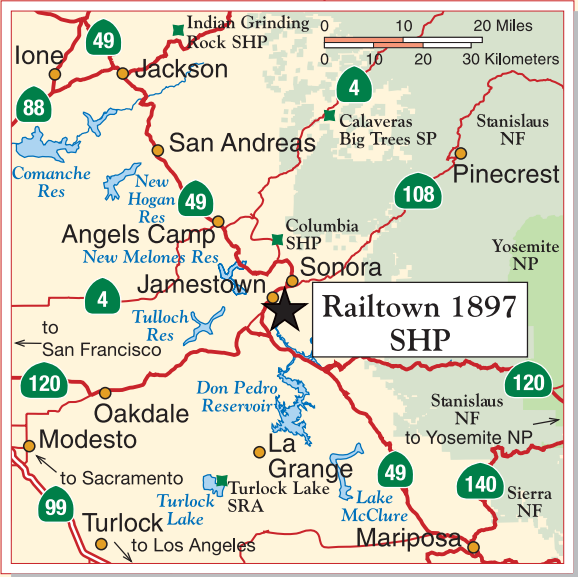 Indian Grinding
Rock SHP
0 10 20 Miles
0 10 20 30 Kilometers
49
Ione
Jackson
88
4
Calaveras
Big Trees SP
Stanislaus
NF
San Andreas
Pinecrest
Comanche
Res
New
Hogan
Res
49
108
Angels Camp
Columbia
SHP
New Melones Res
Yosemite
NP
Sonora
Jamestown
4
Railtown 1897
SHP
Tulloch
Res
to
San Francisco
120
Don Pedro
Reservoir
120
Oakdale
Stanislaus
NF
to Yosemite NP
Modesto
La
Grange
to Sacramento
49
140
Turlock Lake
SRA
Turlock
Lake
Lake
McClure
Sierra
NF
99
Turlock
to Los Angeles
Mariposa